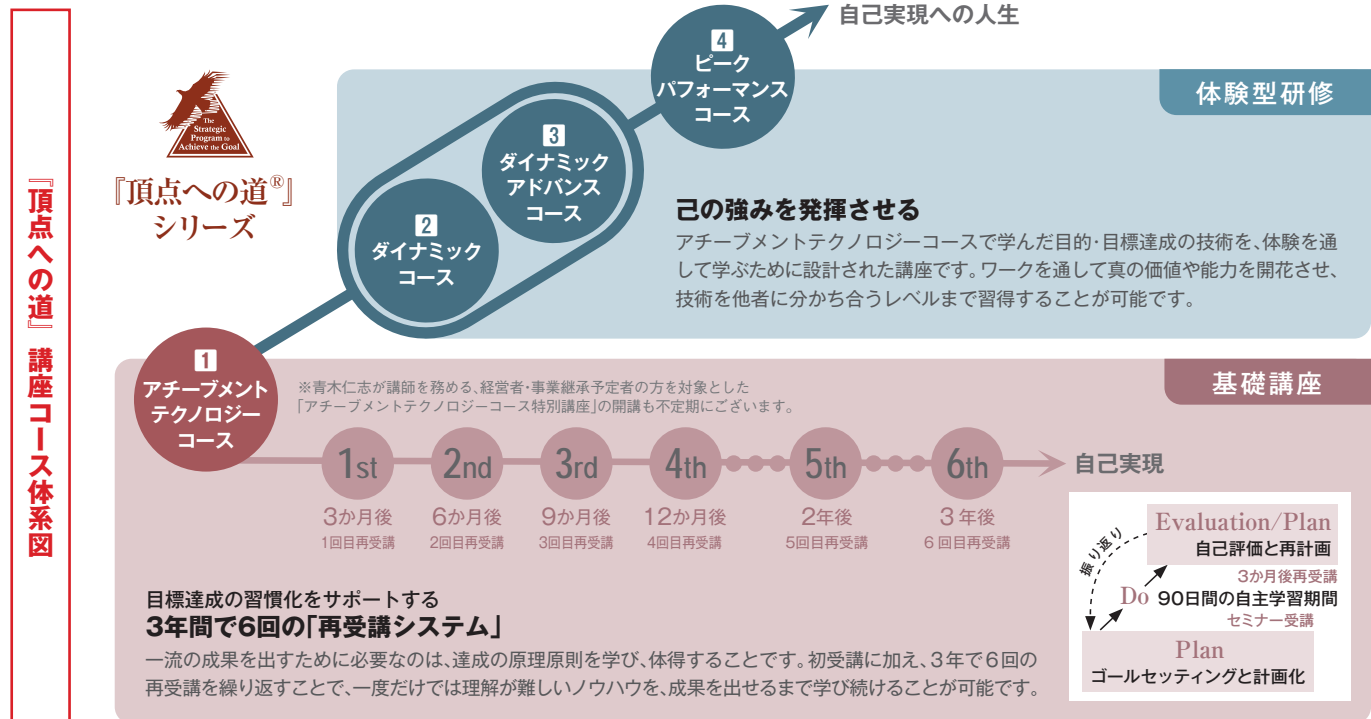 『頂点への道』講座コース体系図
The
Strategic
Program to
Achieve the Goal
『頂点への道®』
シリーズ
自己実現への人生
4
ピーク
パフォーマンス
コース
体験型研修
3
ダイナミック
アドバンス
コース
2
ダイナミック
コース
己の強みを発揮させる
アチーブメントテクノロジーコースで学んだ目的・目標達成の技術を、体験を通
して学ぶために設計された講座です。ワークを通して真の価値や能力を開花させ、
技術を他者に分かち合うレベルまで習得することが可能です。
1
アチーブメント
テクノロジー
コース
基礎講座
※青木仁志が講師を務める、経営者・事業継承予定者の方を対象とした
「アチーブメントテクノロジーコース特別講座」の開講も不定期にございます。
1st 2nd 3rd 4th 5th 6th 自己実現
3か月後 6か月後 9か月後 12か月後 2年後 3年後
1回目再受講 2回目再受講 3回目再受講 4回目再受講 5回目再受講 6回目再受講
目標達成の習慣化をサポートする
3年間で6回の「再受講システム」
一流の成果を出すために必要なのは、達成の原理原則を学び、体得することです。初受講に加え、3年で6回の
再受講を繰り返すことで、一度だけでは理解が難しいノウハウを、成果を出せるまで学び続けることが可能です。
Evaluation/Plan
自己評価と再計画
振り返り
3か月後再受講
Do 90日間の自主学習期間
セミナー受講
Plan
ゴールセッティングと計画化